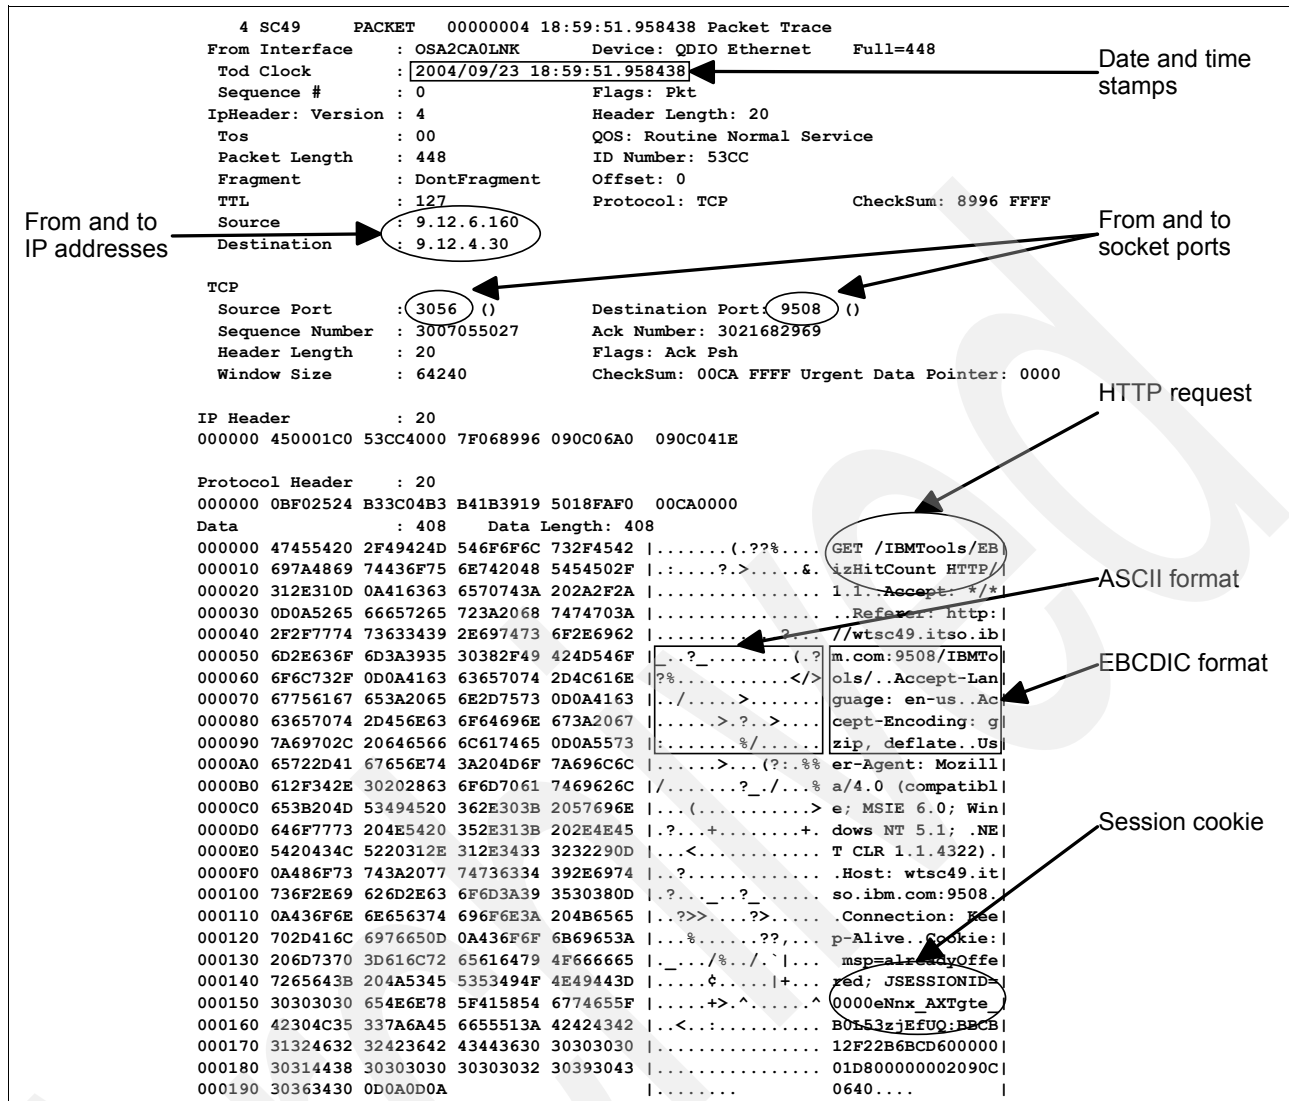 4 SC49      PACKET   00000004 18:59:51.958438 Packet Trace
From Interface    : OSA2CA0LNK      Device: QDIO Ethernet    Full=448
Tod Clock        : 2004/09/23 18:59:51.958438
Date and time
stamps
Sequence #       : 0                Flags: Pkt
IpHeader: Version : 4                Header Length: 20
Tos              : 00               QOS: Routine Normal Service
Packet Length    : 448              ID Number: 53CC
Fragment         : DontFragment     Offset: 0
TTL              : 127              Protocol: TCP            CheckSum: 8996 FFFF
From and to
IP addresses
Source           : 9.12.6.160
Destination      : 9.12.4.30
From and to
socket ports
TCP
Source Port      : 3056  ()         Destination Port: 9508  ()
Sequence Number  : 3007055027       Ack Number: 3021682969
Header Length    : 20               Flags: Ack Psh
Window Size      : 64240            CheckSum: 00CA FFFF Urgent Data Pointer: 0000
HTTP request
IP Header         : 20
000000 450001C0 53CC4000 7F068996 090C06A0  090C041E
Protocol Header   : 20
000000 0BF02524 B33C04B3 B41B3919 5018FAF0  00CA0000
Data              : 408    Data Length: 408
000000 47455420 2F49424D 546F6F6C 732F4542 |.......(.??%.... GET /IBMTools/EB|
000010 697A4869 74436F75 6E742048 5454502F |.:....?.>.....&. izHitCount HTTP/|
000020 312E310D 0A416363 6570743A 202A2F2A |................ 1.1..Accept: */*|
ASCII format
000030 0D0A5265 66657265 723A2068 7474703A |................ ..Referer: http:|
000040 2F2F7774 73633439 2E697473 6F2E6962 |............?... //wtsc49.itso.ib|
000050 6D2E636F 6D3A3935 30382F49 424D546F |_..?_........(.? m.com:9508/IBMTo|
EBCDIC format
000060 6F6C732F 0D0A4163 63657074 2D4C616E |?%...........</> ols/..Accept-Lan|
000070 67756167 653A2065 6E2D7573 0D0A4163 |../.....>....... guage: en-us..Ac|
000080 63657074 2D456E63 6F64696E 673A2067 |......>.?..>.... cept-Encoding: g|
000090 7A69702C 20646566 6C617465 0D0A5573 |:.......%/...... zip, deflate..Us|
0000A0 65722D41 67656E74 3A204D6F 7A696C6C |......>...(?:.%% er-Agent: Mozill|
0000B0 612F342E 30202863 6F6D7061 7469626C |/.......?_./...% a/4.0 (compatibl|
0000C0 653B204D 53494520 362E303B 2057696E |...(...........> e; MSIE 6.0; Win|
0000D0 646F7773 204E5420 352E313B 202E4E45 |.?...+........+. dows NT 5.1; .NE|
Session cookie
0000E0 5420434C 5220312E 312E3433 3232290D |...<............ T CLR 1.1.4322).|
0000F0 0A486F73 743A2077 74736334 392E6974 |..?............. .Host: wtsc49.it|
000100 736F2E69 626D2E63 6F6D3A39 3530380D |.?..._..?_...... so.ibm.com:9508.|
000110 0A436F6E 6E656374 696F6E3A 204B6565 |..?>>....?>..... .Connection: Kee|
000120 702D416C 6976650D 0A436F6F 6B69653A |...%......??,... p-Alive..Cookie:|
000130 206D7370 3D616C72 65616479 4F666665 |._.../%../.`|... msp=alreadyOffe|
000140 7265643B 204A5345 5353494F 4E49443D |.....¢.....|+... red; JSESSIONID=|
000150 30303030 654E6E78 5F415854 6774655F |.....+>.^......^ 0000eNnx_AXTgte_|
000160 42304C35 337A6A45 6655513A 42424342 |..<..:.......... B0L53zjEfUQ:BBCB|
000170 31324632 32423642 43443630 30303030 |................ 12F22B6BCD600000|
000180 30314438 30303030 30303032 30393043 |................ 01D800000002090C|
000190 30363430 0D0A0D0A                   |........         0640....        |